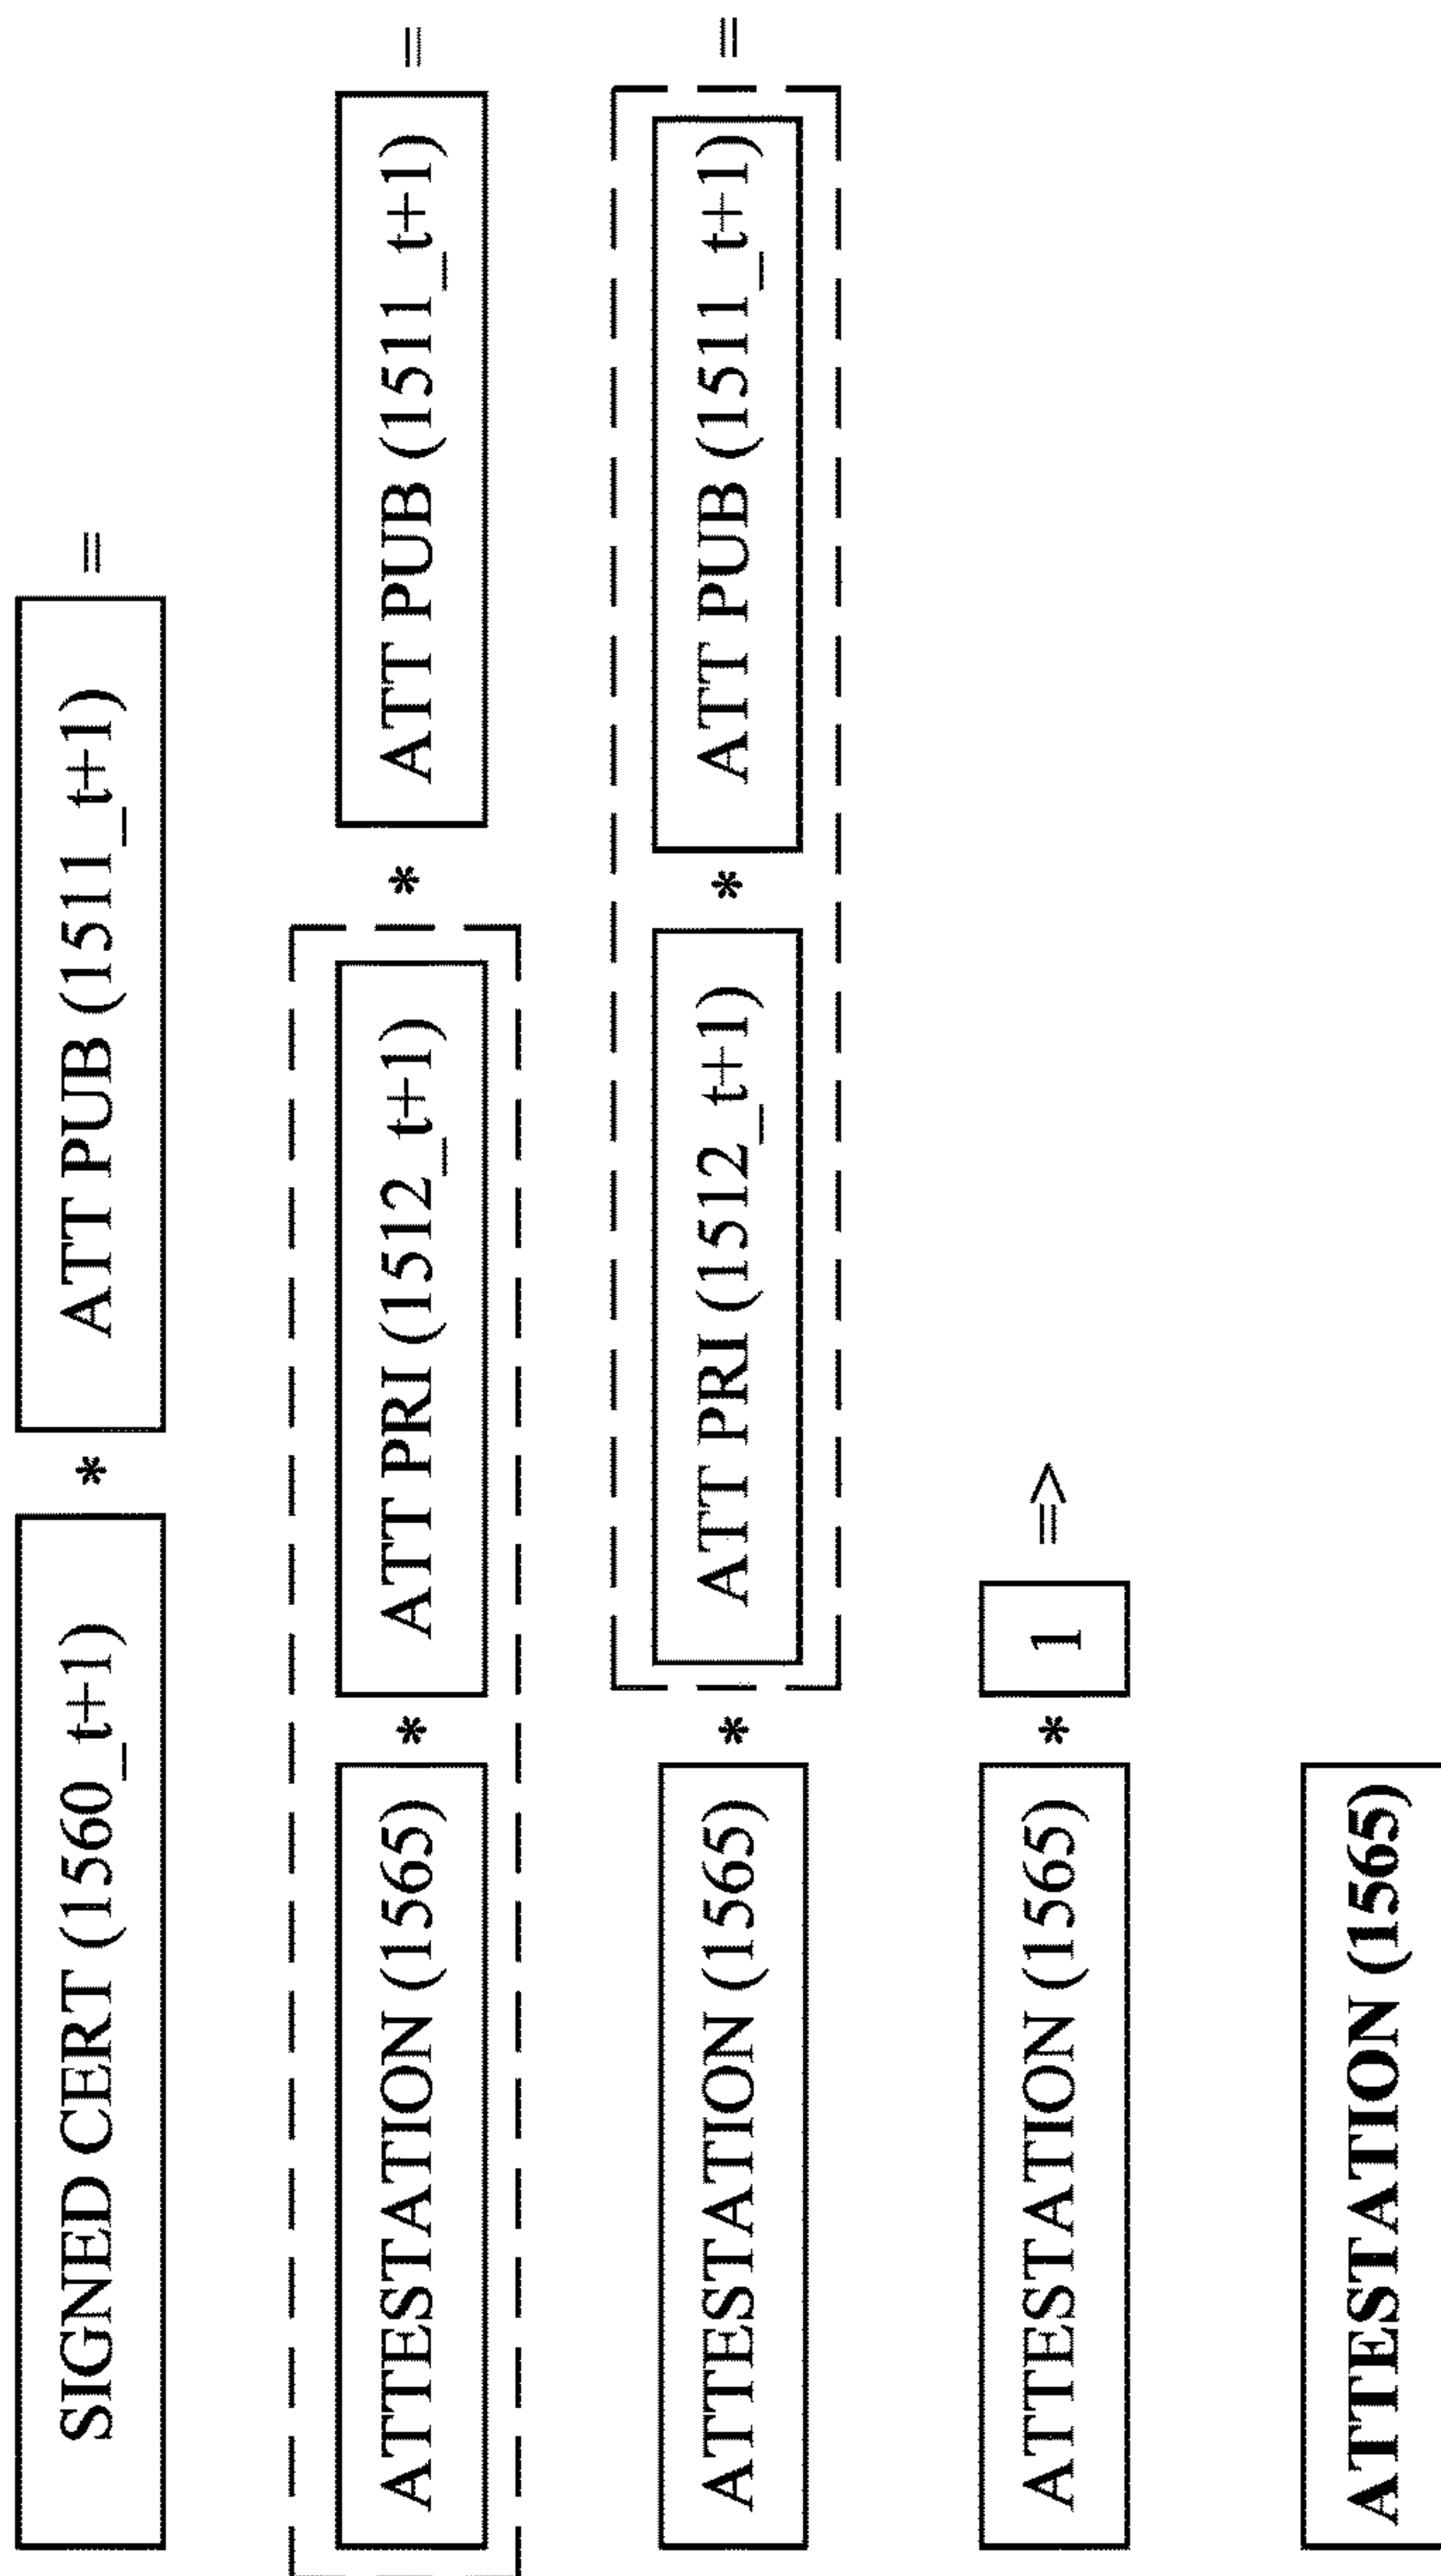 SIGNED CERT (1560_t+1) * ATT PUB (1511_t+1) =
ATTESTATION (1565) * ATT PRI (1512_t+1) * ATT PUB (1511_t+1) =
ATTESTATION (1565) * ATT PRI (1512_t+1) * ATT PUB (1511_t+1) =
ATTESTATION (1565) * 1 =>
ATTESTATION (1565)